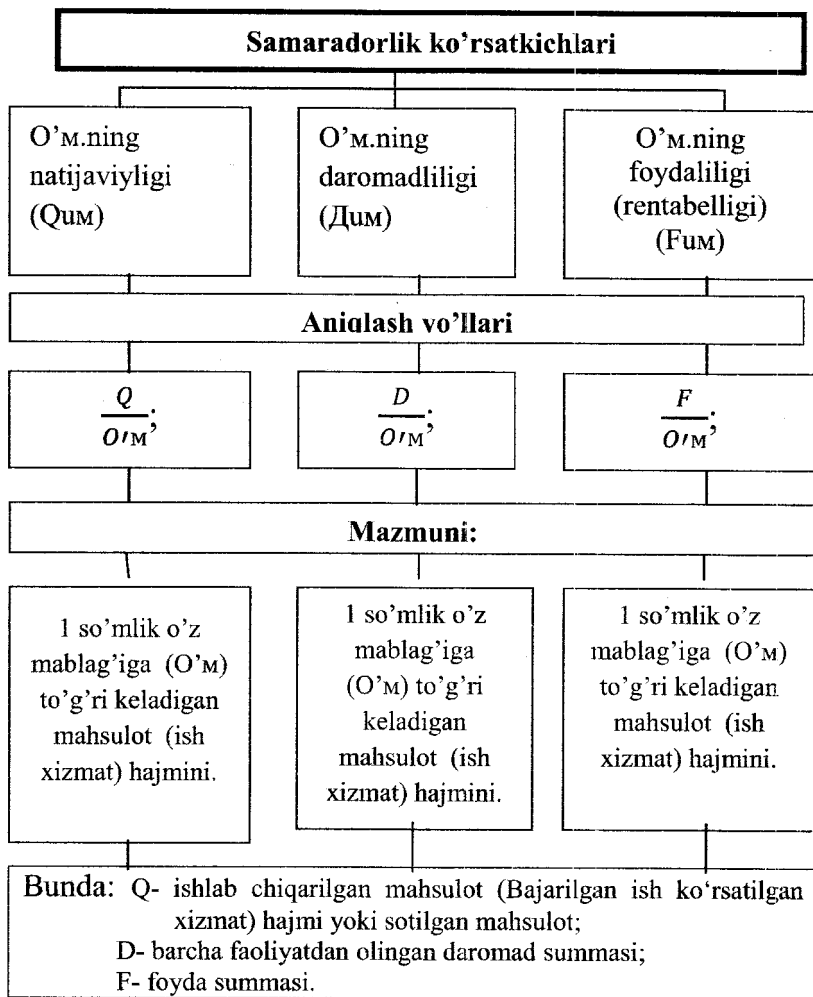 Samaradorlik ko’rsatkichlari
O’м.ning
natijaviyligi
(Quм)
O’м.ning
daromadliligi
(Дuм)
O’м.ning
foydaliligi
(rentabelligi)
(Fuм)
Aniqlash yo’llari
Q
O′м;
D
O′м;
F
O′м;
Mazmuni:
1 so’mlik o’z
mablag’iga (O’м)
to’g’ri keladigan
mahsulot (ish
xizmat) hajmini.
1 so’mlik o’z
mablag’iga
(O’м) to’g’ri
keladigan
mahsulot (ish
xizmat) hajmini.
1 so’mlik o’z
mablag’iga (O’м)
to’g’ri keladigan
mahsulot (ish
xizmat) hajmini.
Bunda: Q- ishlab chiqarilgan mahsulot (Bajarilgan ish ko‘rsatilgan
xizmat) hajmi yoki sotilgan mahsulot;
D- barcha faoliyatdan olingan daromad summasi;
F- foyda summasi.